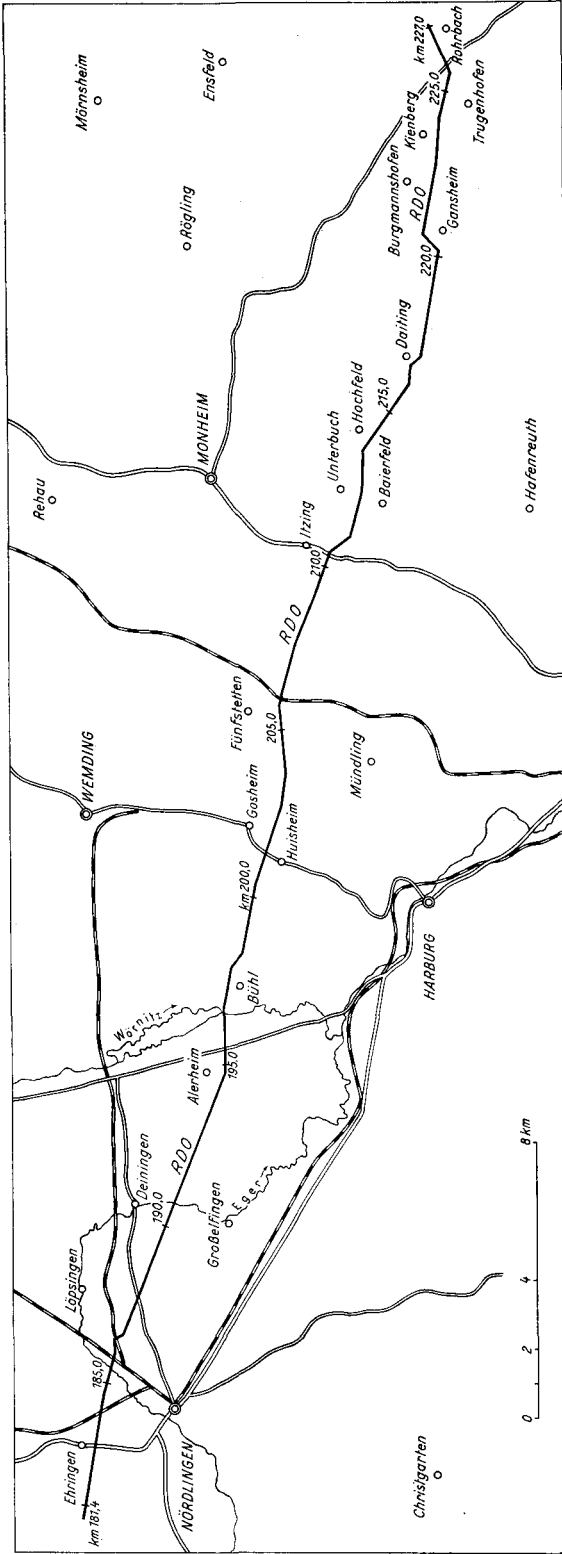 Mörnsheim
Ensfeld
Rögling
Rehau
MONHEIM
WEMDING
km 227,0
Rohrbach
225,0
Trugenhofen
Kienberg
Burgmannshofen
RDO
Gansheim
220,0
Daiting
215,0
Hochfeld
Unterbuch
Baierfeld
Hafenreuth
Itzing
210,0
RDO
Fünfstetten
205,0
Mündling
Gosheim
Huisheim
km 200,0
HARBURG
Bühl
Wörnitz
Alerheim
195,0
RDO
Deiningen
190,0
Großelfingen
Eger
Löpsingen
185,0
Ehringen
km 181,4
NÖRDLINGEN
Christgarten
0 2 4 8 km